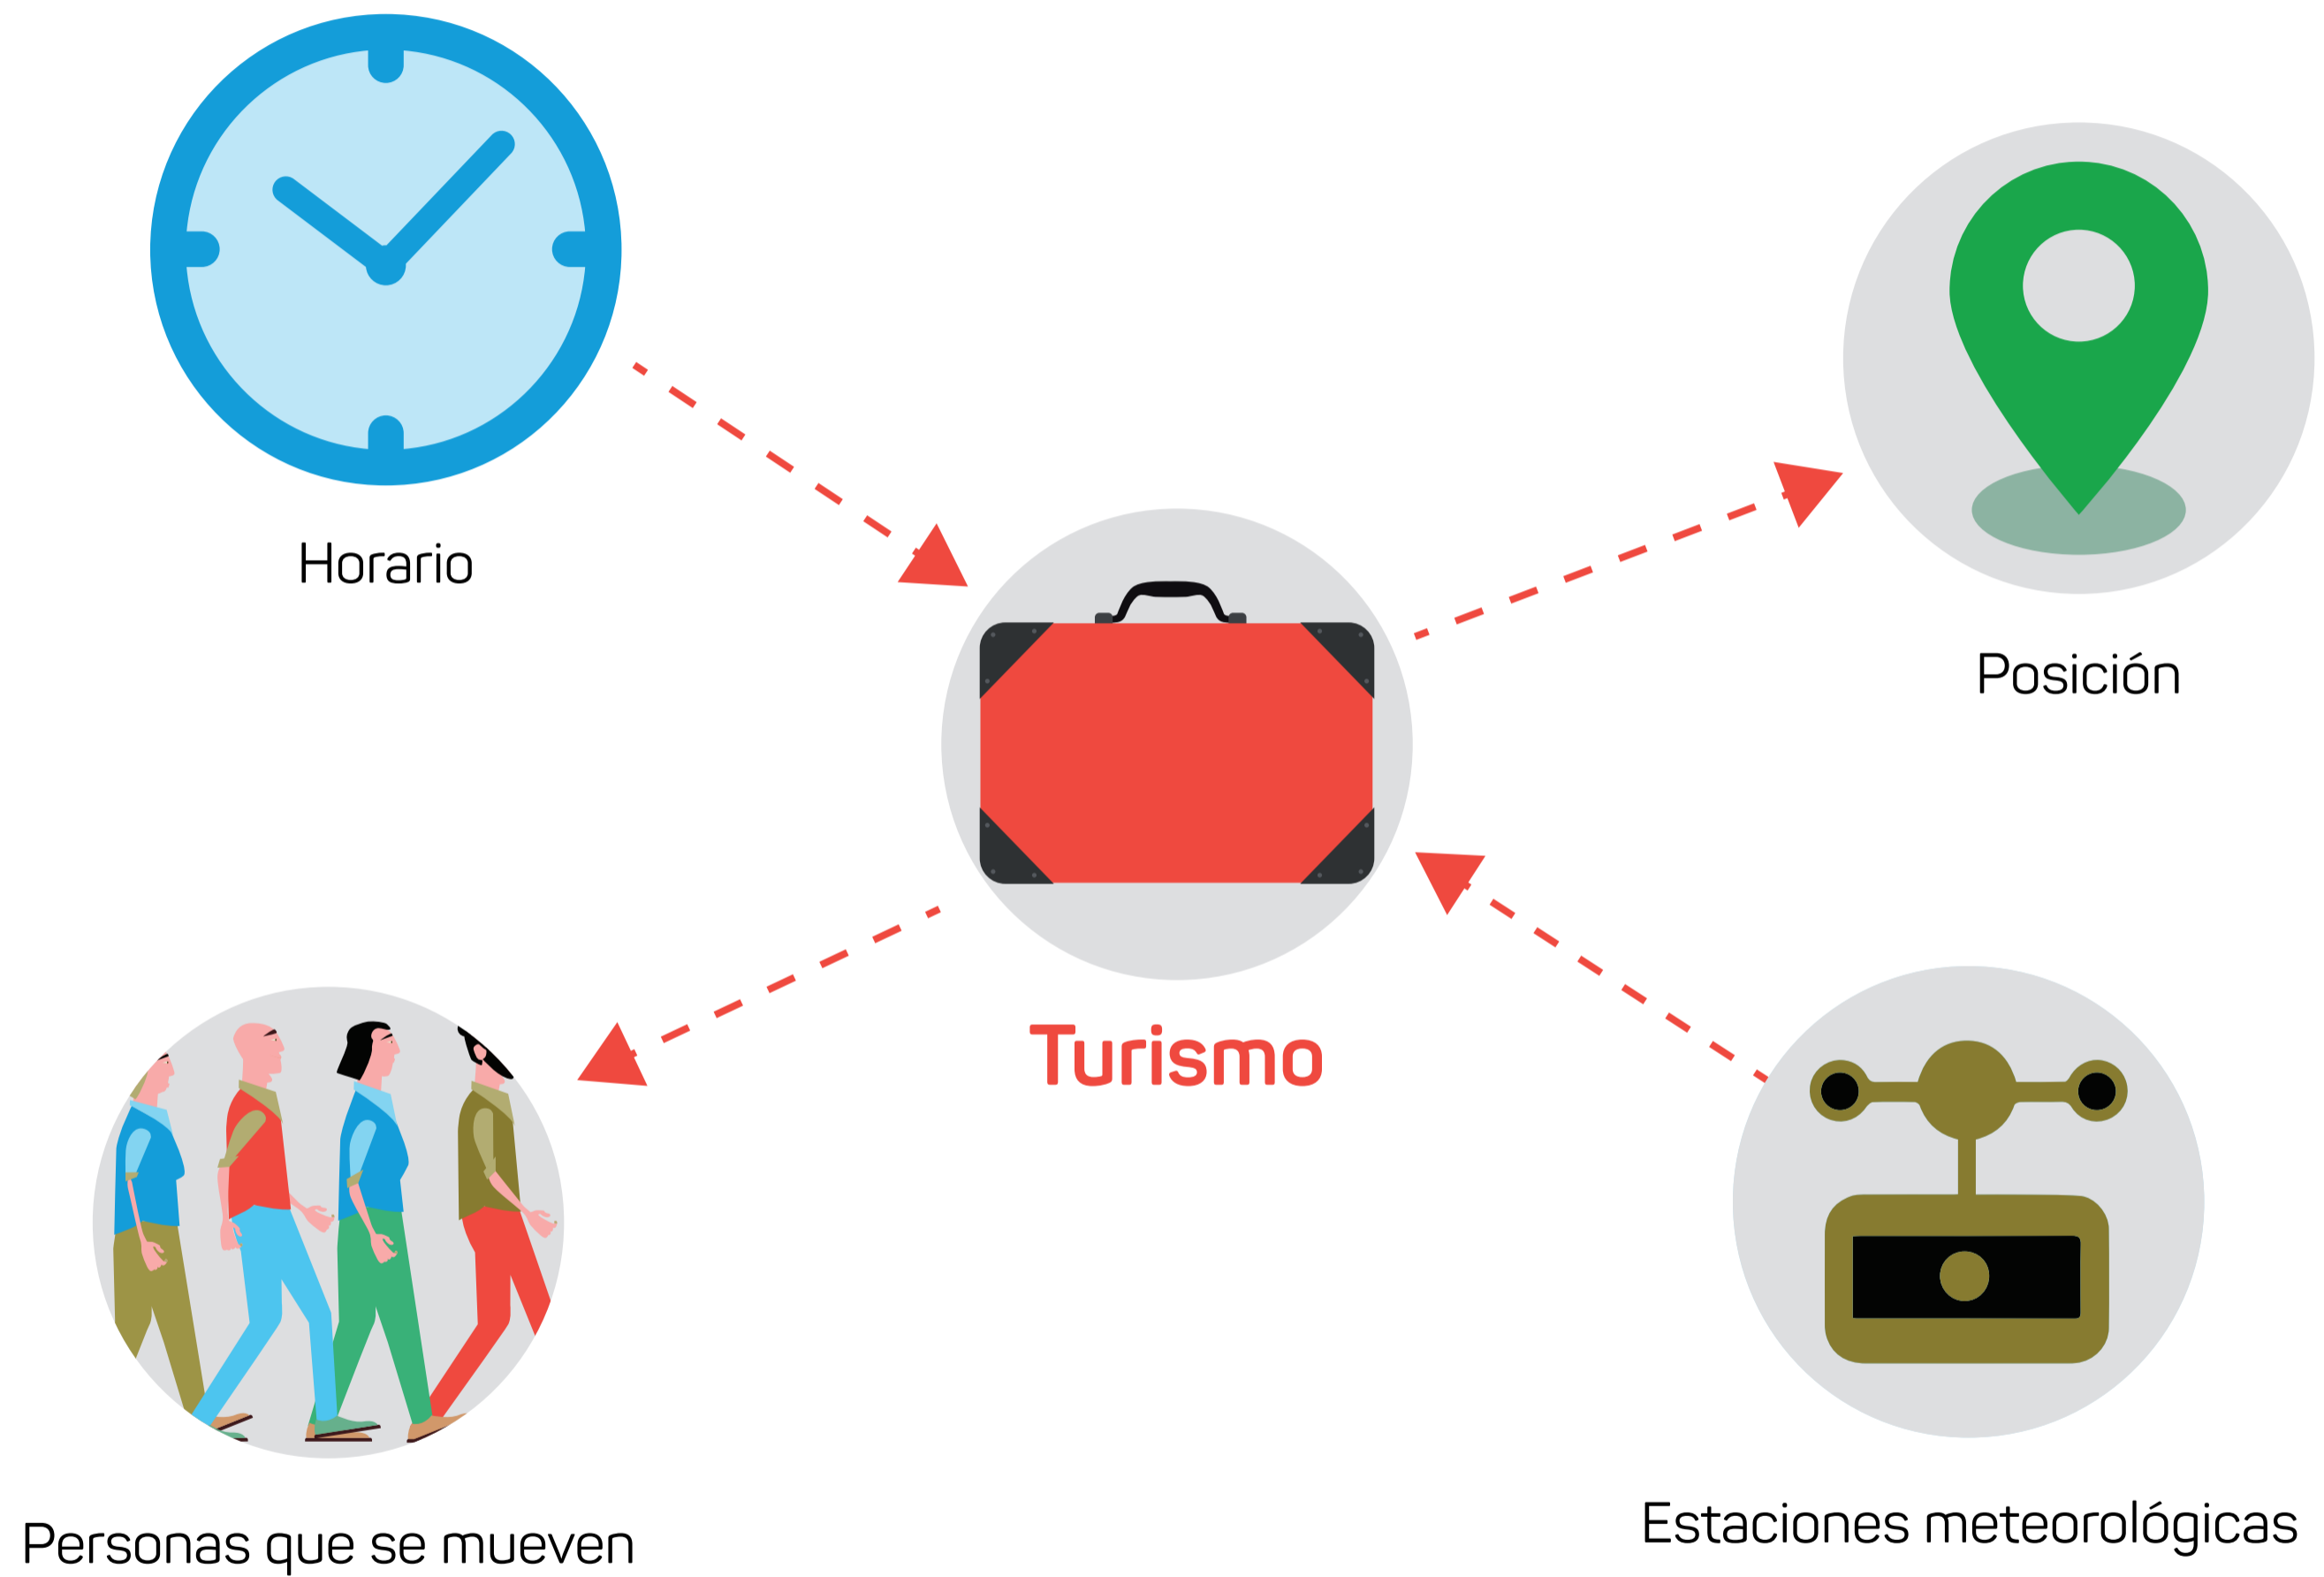 Horario
Posición
Turismo
Personas que se mueven
Estaciones meteorológicas